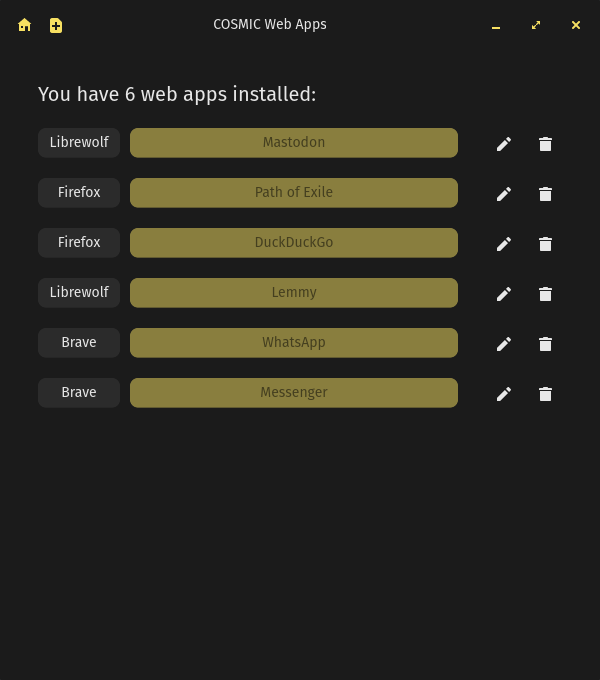 COSMIC Web Apps
You have 6 web apps installed:
Librewolf Mastodon
Firefox Path of Exile
Firefox DuckDuckGo
Librewolf Lemmy
Brave WhatsApp
Brave Messenger